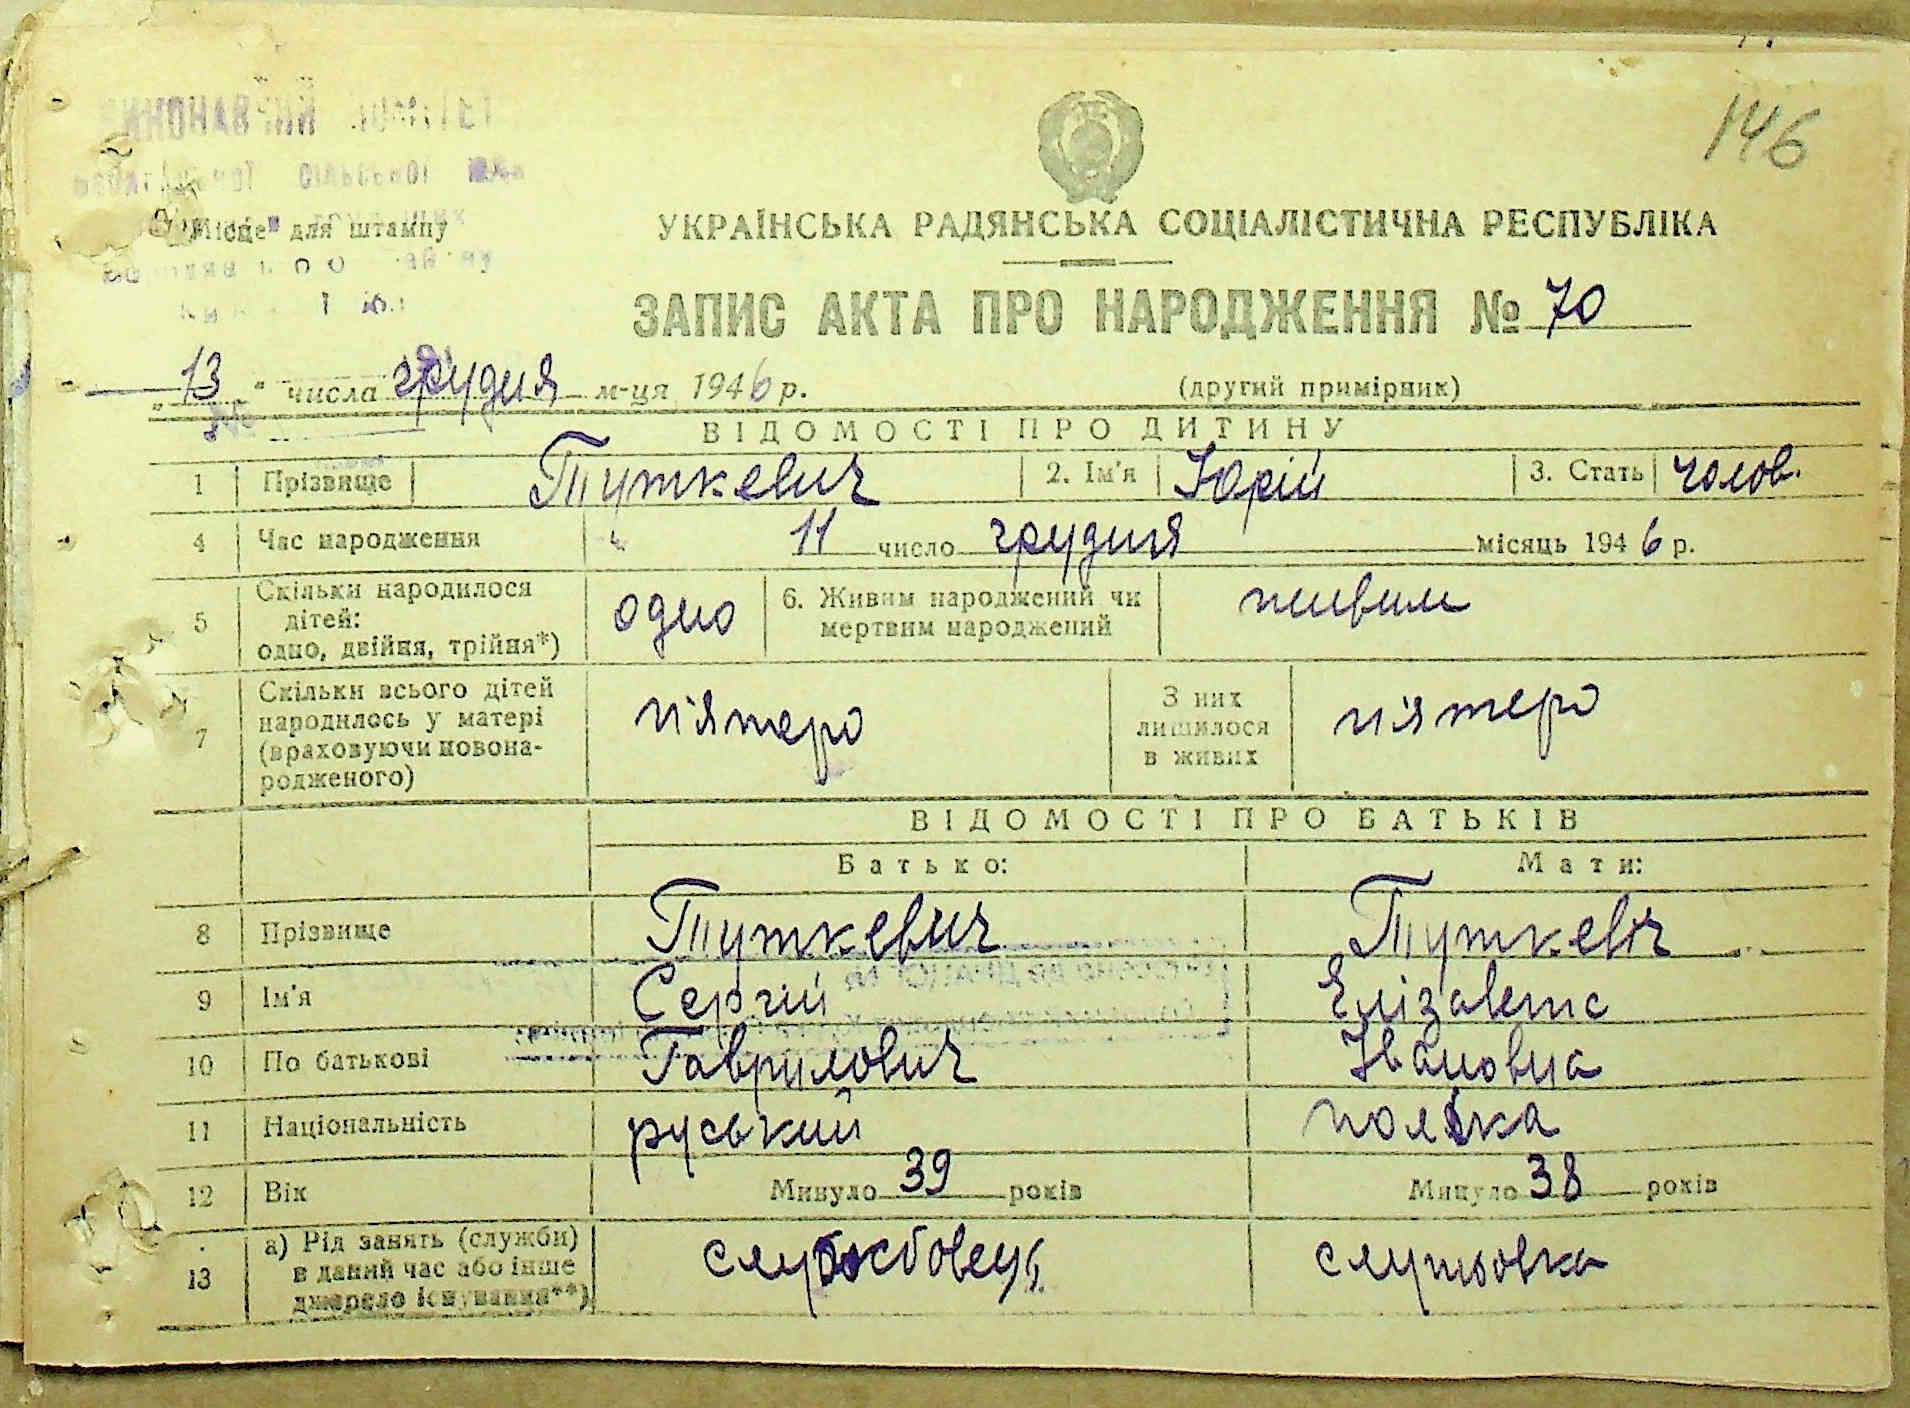 146
ВИКОНАВЧИЙ КОМІТЕТ
сільської
Місце для штампу
УКРАЇНСЬКА РАДЯНСЬКА СОЦІАЛІСТИЧНА РЕСПУБЛІКА
ЗАПИС АКТА ПРО НАРОДЖЕННЯ № 70
„ 13 “ числа грудня м-ця 1946 р. (другий примірник)
ВІДОМОСТІ ПРО ДИТИНУ
1 Прізвище Туткевич 2. Ім'я Юрій 3. Стать чолов.
4 Час народження 11 число грудня місяць 1946 р.
5 Скільки народилося дітей: одно, двійня, трійня*) одно 6. Живим народжений чи мертвим народжений живим
7 Скільки всього дітей народилось у матері (враховуючи новонародженого) п'ятеро З них лишилося в живих п'ятеро
ВІДОМОСТІ ПРО БАТЬКІВ
Батько: Мати:
8 Прізвище Туткевич Туткевич
9 Ім'я Сергій Елізавета
10 По батькові Гаврилович Івановна
11 Національність руський полька
12 Вік Минуло 39 років Минуло 38 років
13 а) Рід занять (служби) в даний час або інше джерело існування**) службовець службовка